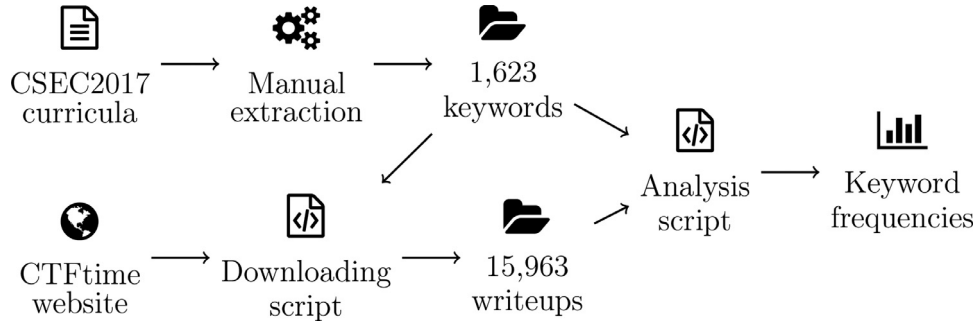 CSEC2017
curricula
Manual
extraction
1,623
keywords
Analysis
script
Keyword
frequencies
CTFtime
website
Downloading
script
15,963
writeups